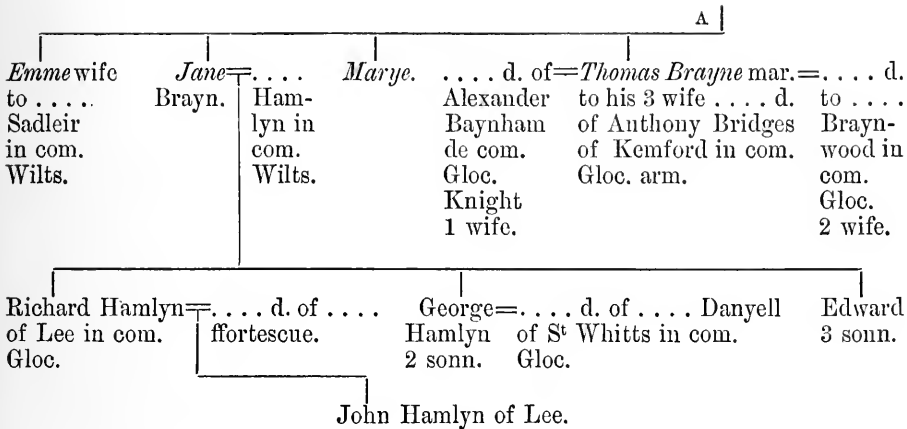 A
Emme wife Jane=.... Marye. .... d. of=Thomas Brayne mar.=.... d.
to ..... Brayn. Ham- Alexander to his 3 wife .... d. to ....
Sadleir lyn in Baynham of Anthony Bridges Brayn-
in com. com. de com. of Kemford in com. wood in
Wilts. Wilts. Gloc. Gloc. arm. com.
Knight Gloc.
1 wife. 2 wife.
Richard Hamlyn=.... d. of .... George=.... d. of .... Danyell Edward
of Lee in com. ffortescue. Hamlyn of St Whitts in com. 3 sonn.
Gloc. 2 sonn. Gloc.
John Hamlyn of Lee.